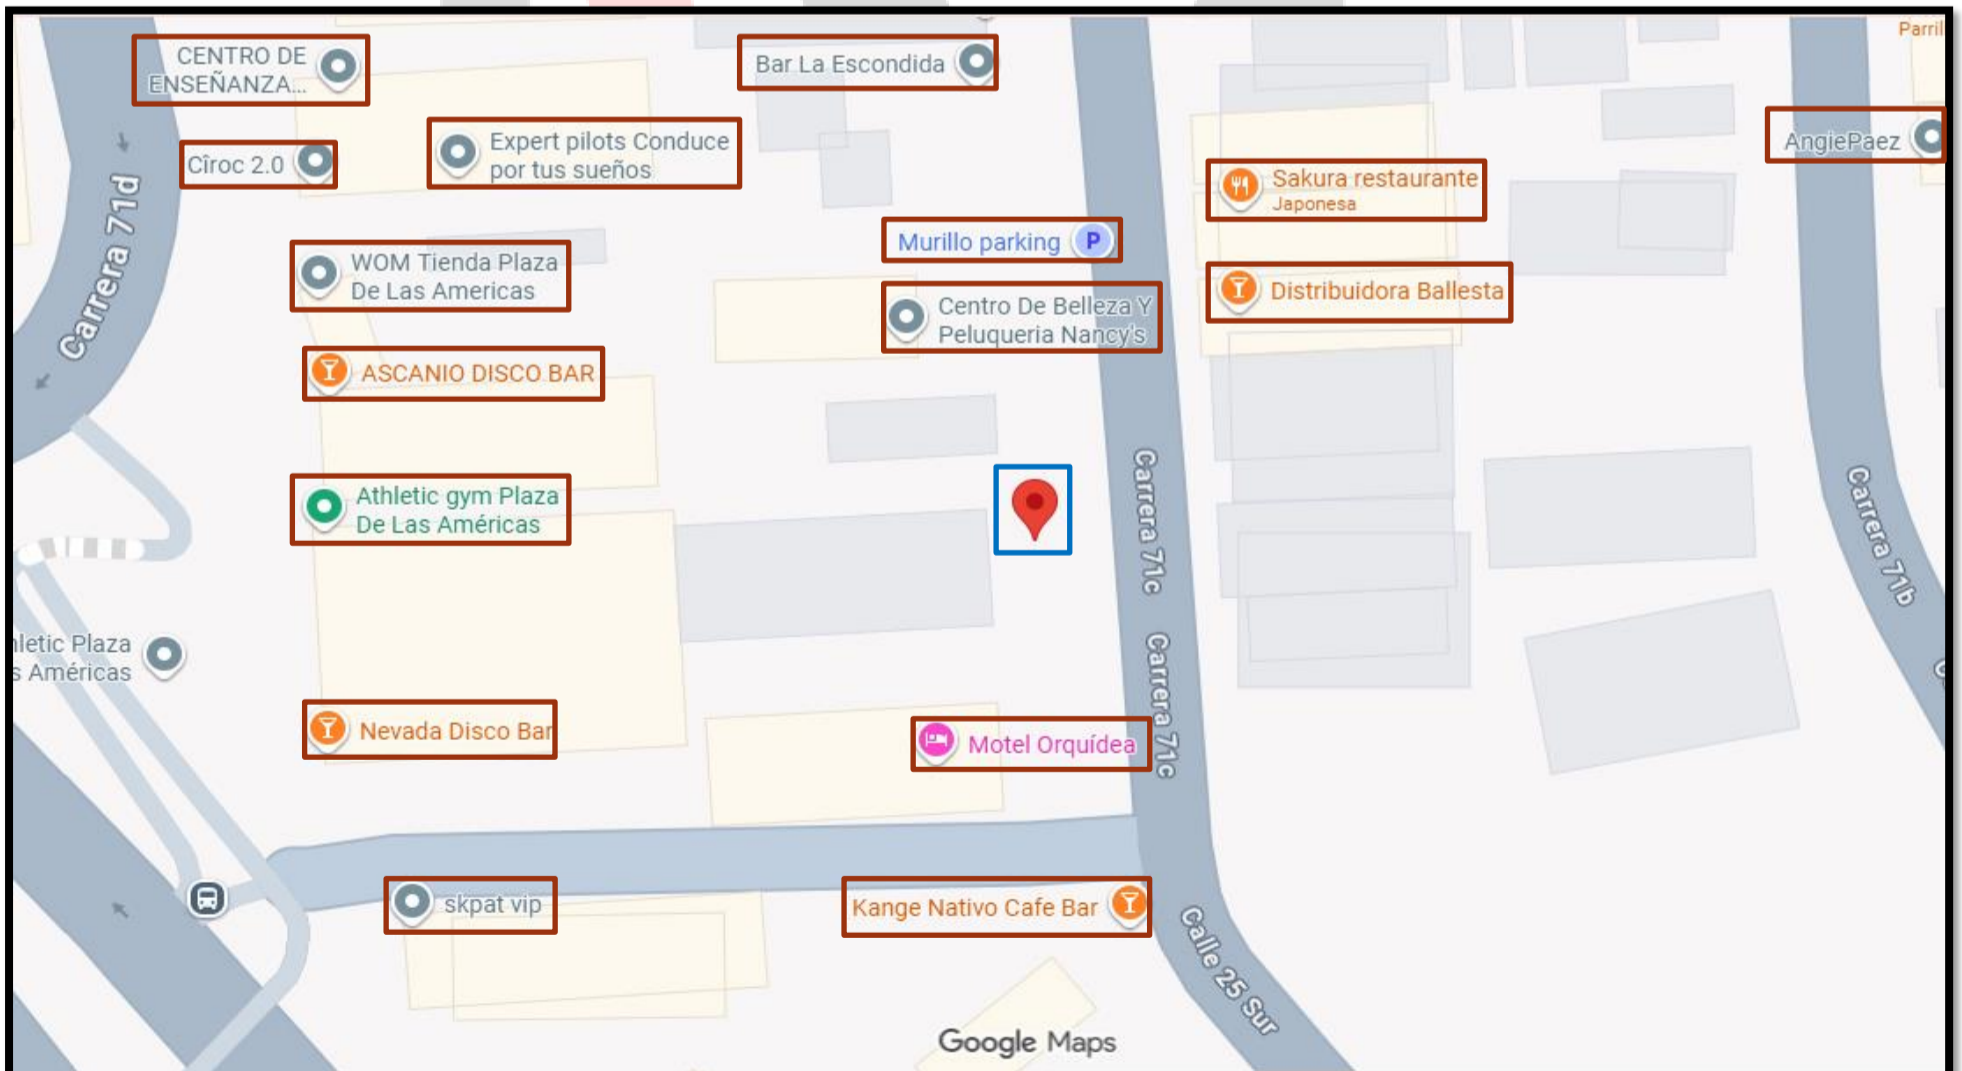 Parril
CENTRO DE
ENSEÑANZA...
Bar La Escondida
Cîroc 2.0
Expert pilots Conduce
por tus sueños
AngiePaez
Sakura restaurante
Japonesa
Carrera 71d
Murillo parking
P
WOM Tienda Plaza
De Las Americas
Distribuidora Ballesta
Centro De Belleza Y
Peluqueria Nancy's
ASCANIO DISCO BAR
Athletic gym Plaza
De Las Américas
Carrera 71c
Carrera 71b
hletic Plaza
s Américas
Carrera 71c
Nevada Disco Bar
Motel Orquídea
skpat vip
Kange Nativo Cafe Bar
Calle 25 Sur
Google Maps